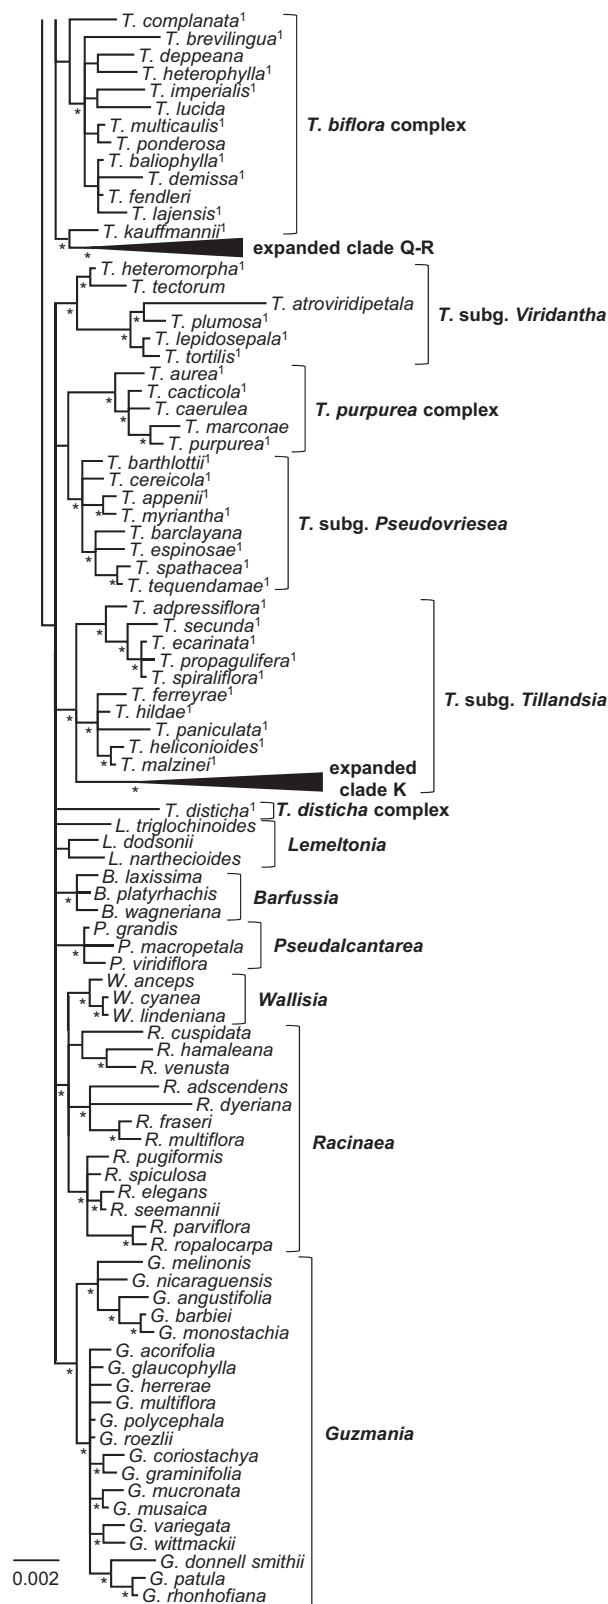 T. complanata¹
T. brevilingua¹
T. deppeana
T. heterophylla¹
T. imperialis¹
T. lucida
T. multicaulis¹
T. biflora complex
T. ponderosa
T. baliophylla¹
T. demissa¹
T. fendleri
T. lajensis¹
T. kauffmannii¹
*
*
*
expanded clade Q-R
T. heteromorpha¹
T. tectorum
*
*
T. atroviridipetala
*
T. plumosa¹
T. subg. Viridantha
T. lepidosepala¹
*
T. tortilis¹
T. aurea¹
T. cacticola¹
*
T. caerulea
*
T. purpurea complex
T. marconae
T. purpurea¹
*
T. barthlottii¹
T. cereicola¹
T. appenii¹
*
*
T. myriantha¹
T. subg. Pseudovriesea
T. barclayana
T. espinosae¹
*
T. spathacea¹
T. tequendamae¹
*
T. adpressiflora¹
T. secunda¹
*
T. ecarinata¹
*
T. propagulifera¹
*
T. spiraliflora¹
T. ferreyrae¹
T. subg. Tillandsia
T. hildae¹
*
T. paniculata¹
*
T. heliconioides¹
T. malzinei¹
*
*
expanded
clade K
T. disticha¹
T. disticha complex
L. triglochinoides
L. dodsonii
Lemeltonia
L. narthecioides
B. laxissima
B. platyrhachis
*
Barfussia
B. wagneriana
P. grandis
P. macropetala
*
Pseudalcantarea
P. viridiflora
W. anceps
W. cyanea
*
Wallisia
W. lindeniana
*
R. cuspidata
R. hamaleana
*
R. venusta
R. adscendens
*
R. dyeriana
*
R. fraseri
R. multiflora
*
Racinaea
R. pugiformis
R. spiculosa
R. elegans
*
*
R. seemannii
R. parviflora
R. ropalocarpa
*
G. melinonis
G. nicaraguensis
*
G. angustifolia
G. barbiei
*
G. monostachia
*
G. acorifolia
G. glaucophylla
*
G. herrerae
G. multiflora
G. polycephala
G. roezlii
Guzmania
*
G. coriostachya
G. graminifolia
*
G. mucronata
G. musaica
*
G. variegata
G. wittmackii
*
G. donnell smithii
G. patula
*
G. rhonhofiana
*
0.002